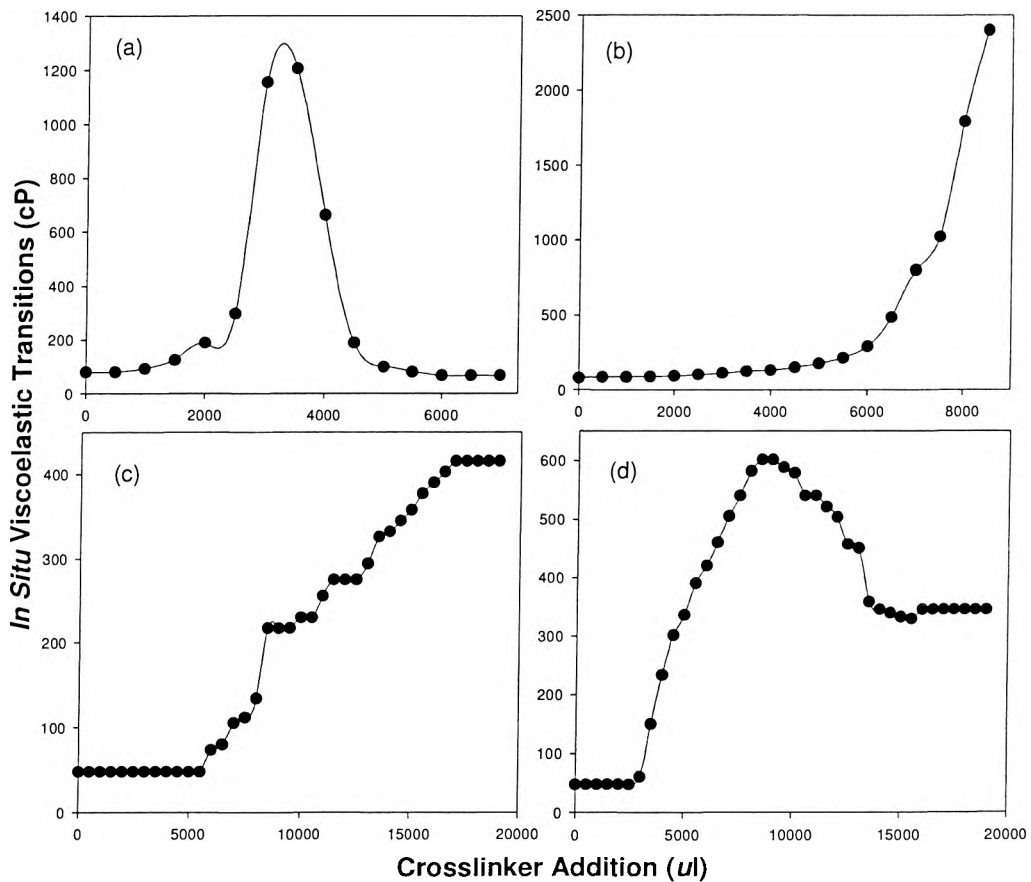 In Situ Viscoelastic Transitions (cP)
(a)
1400
1200
1000
800
600
400
200
0
0 2000 4000 6000
(b)
2500
2000
1500
1000
500
0
0 2000 4000 6000 8000
(c)
400
300
200
100
0
0 5000 10000 15000 20000
(d)
600
500
400
300
200
100
0
0 5000 10000 15000 20000
Crosslinker Addition (ul)